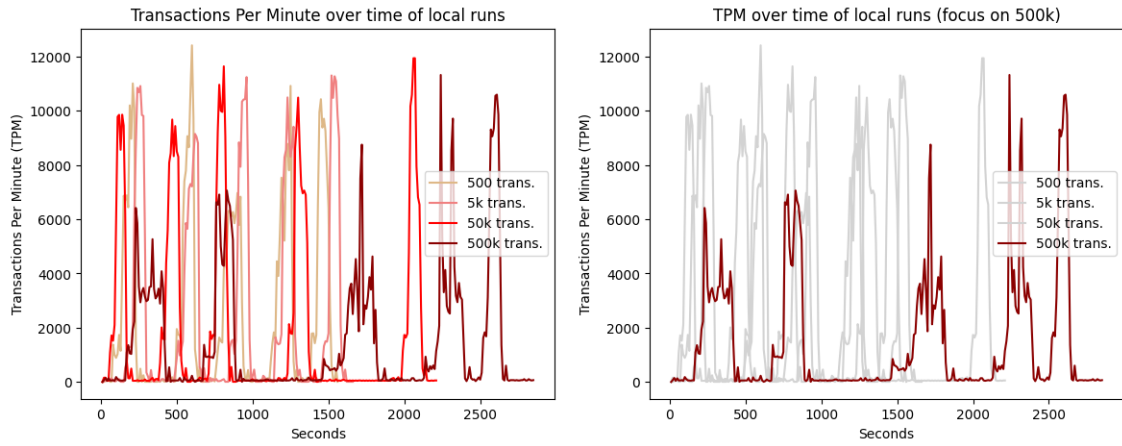 Transactions Per Minute over time of local runs
12000
10000
8000
6000
4000
2000
0
Transactions Per Minute (TPM)
500 trans.
5k trans.
50k trans.
500k trans.
0
500
1000
1500
2000
2500
Seconds
TPM over time of local runs (focus on 500k)
12000
10000
8000
6000
4000
2000
0
Transactions Per Minute (TPM)
500 trans.
5k trans.
50k trans.
500k trans.
0
500
1000
1500
2000
2500
Seconds